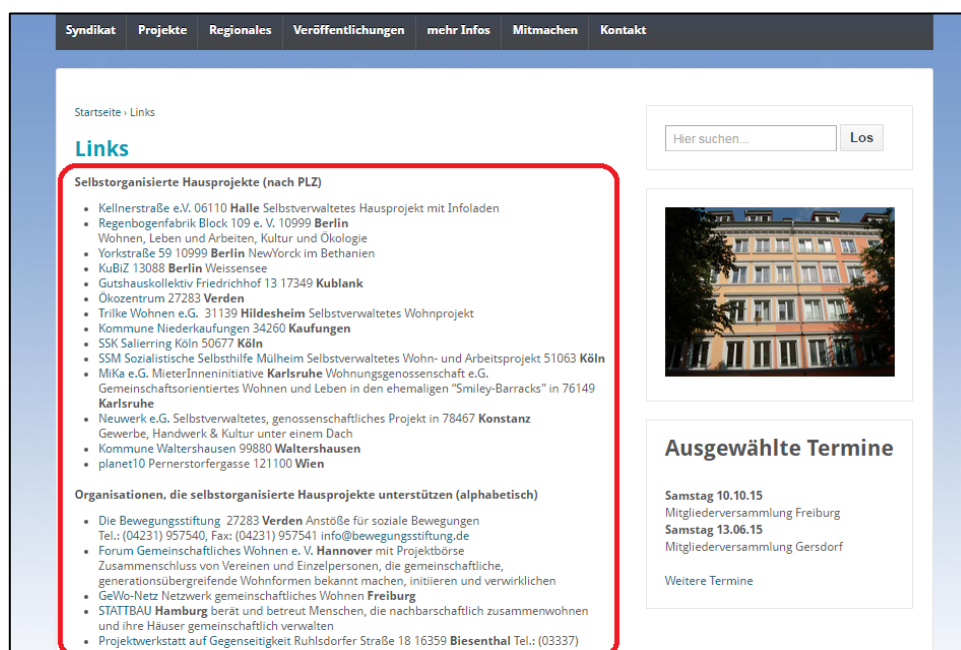 Syndikat Projekte Regionales Veröffentlichungen mehr Infos Mitmachen Kontakt
Startseite › Links
Links
Selbstorganisierte Hausprojekte (nach PLZ)
• Kellnerstraße e.V. 06110 Halle Selbstverwaltetes Hausprojekt mit Infoladen
• Regenbogenfabrik Block 109 e. V. 10999 Berlin
Wohnen, Leben und Arbeiten, Kultur und Ökologie
• Yorkstraße 59 10999 Berlin NewYorck im Bethanien
• KuBiZ 13088 Berlin Weissensee
• Gutshauskollektiv Friedrichhof 13 17349 Kublank
• Ökozentrum 27283 Verden
• Trilke Wohnen e.G. 31139 Hildesheim Selbstverwaltetes Wohnprojekt
• Kommune Niederkaufungen 34260 Kaufungen
• SSK Salierring Köln 50677 Köln
• SSM Sozialistische Selbsthilfe Mülheim Selbstverwaltetes Wohn- und Arbeitsprojekt 51063 Köln
• MiKa e.G. MieterInneninitiative Karlsruhe Wohnungsgenossenschaft e.G.
Gemeinschaftsorientiertes Wohnen und Leben in den ehemaligen “Smiley-Barracks” in 76149
Karlsruhe
• Neuwerk e.G. Selbstverwaltetes, genossenschaftliches Projekt in 78467 Konstanz
Gewerbe, Handwerk & Kultur unter einem Dach
• Kommune Waltershausen 99880 Waltershausen
• planet10 Pernerstorfergasse 121100 Wien
Organisationen, die selbstorganisierte Hausprojekte unterstützen (alphabetisch)
• Die Bewegungsstiftung 27283 Verden Anstöße für soziale Bewegungen
Tel.: (04231) 957540, Fax: (04231) 957541 info@bewegungsstiftung.de
• Forum Gemeinschaftliches Wohnen e. V. Hannover mit Projektbörse
Zusammenschluss von Vereinen und Einzelpersonen, die gemeinschaftliche,
generationsübergreifende Wohnformen bekannt machen, initiieren und verwirklichen
• GeWo-Netz Netzwerk gemeinschaftliches Wohnen Freiburg
• STATTBAU Hamburg berät und betreut Menschen, die nachbarschaftlich zusammenwohnen
und ihre Häuser gemeinschaftlich verwalten
• Projektwerkstatt auf Gegenseitigkeit Ruhlsdorfer Straße 18 16359 Biesenthal Tel.: (03337)
Hier suchen... Los
Ausgewählte Termine
Samstag 10.10.15
Mitgliederversammlung Freiburg
Samstag 13.06.15
Mitgliederversammlung Gersdorf
Weitere Termine